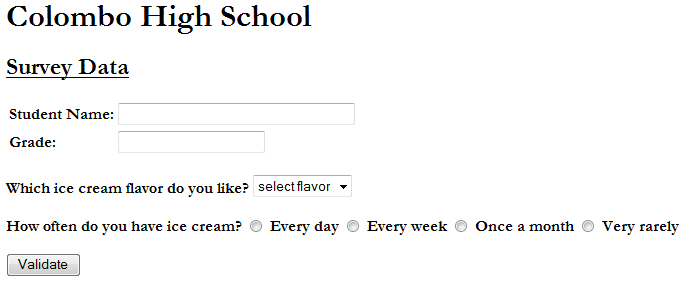 Colombo High School
Survey Data
Student Name:
Grade:
Which ice cream flavor do you like? select flavor
How often do you have ice cream? Every day Every week Once a month Very rarely
Validate